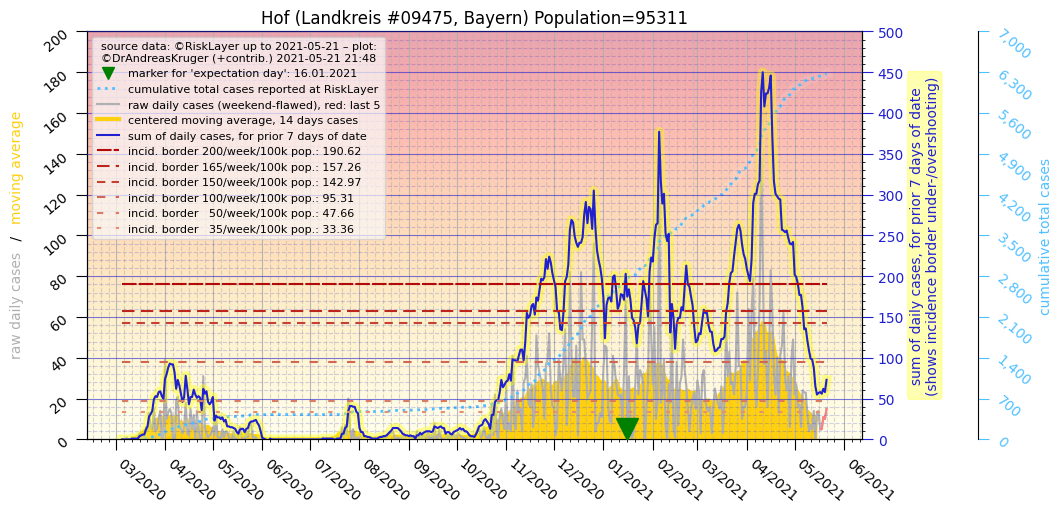 Hof (Landkreis #09475, Bayern) Population=95311
source data: ©RiskLayer up to 2021-05-21 – plot:
©DrAndreasKruger (+contrib.) 2021-05-21 21:48
marker for 'expectation day': 16.01.2021
cumulative total cases reported at RiskLayer
raw daily cases (weekend-flawed), red: last 5
centered moving average, 14 days cases
sum of daily cases, for prior 7 days of date
incid. border 200/week/100k pop.: 190.62
incid. border 165/week/100k pop.: 157.26
incid. border 150/week/100k pop.: 142.97
incid. border 100/week/100k pop.: 95.31
incid. border   50/week/100k pop.: 47.66
incid. border   35/week/100k pop.: 33.36
raw daily cases / moving average
200
180
160
140
120
100
80
60
40
20
0
03/2020
04/2020
05/2020
06/2020
07/2020
08/2020
09/2020
10/2020
11/2020
12/2020
01/2021
02/2021
03/2021
04/2021
05/2021
06/2021
500
450
400
350
300
250
200
150
100
50
0
sum of daily cases, for prior 7 days of date
(shows incidence border under-/overshooting)
7,000
6,300
5,600
4,900
4,200
3,500
2,800
2,100
1,400
700
0
cumulative total cases